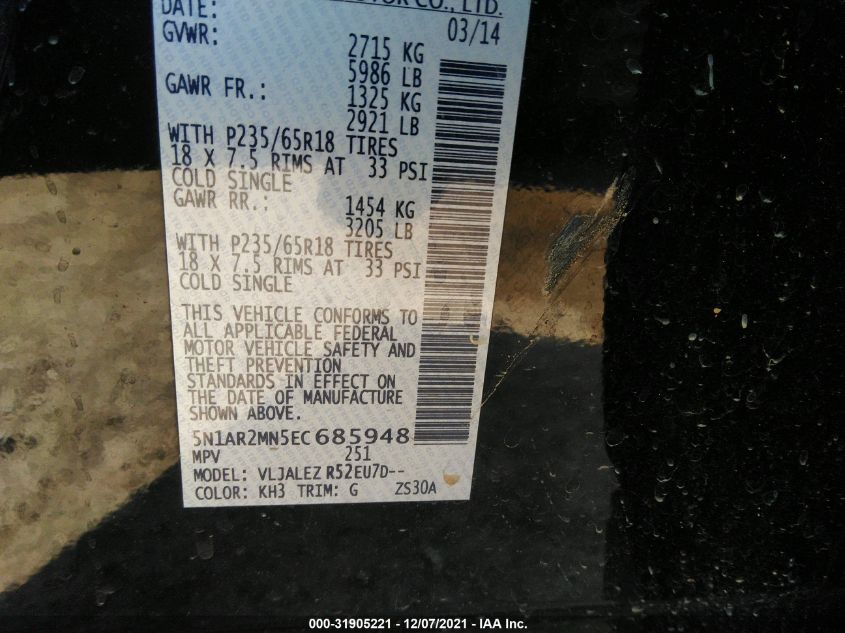 MOTOR CO., LTD.
DATE: 03/14
GVWR: 2715 KG
5986 LB
GAWR FR.: 1325 KG
2921 LB
WITH P235/65R18 TIRES
18 X 7.5 RIMS AT 33 PSI
COLD SINGLE
GAWR RR.: 1454 KG
3205 LB
WITH P235/65R18 TIRES
18 X 7.5 RIMS AT 33 PSI
COLD SINGLE
THIS VEHICLE CONFORMS TO
ALL APPLICABLE FEDERAL
MOTOR VEHICLE SAFETY AND
THEFT PREVENTION
STANDARDS IN EFFECT ON
THE DATE OF MANUFACTURE
SHOWN ABOVE.
5N1AR2MN5EC685948
MPV 251
MODEL: VLJALEZ R52EU7D--
COLOR: KH3 TRIM: G ZS30A
000-31905221 - 12/07/2021 - IAA Inc.